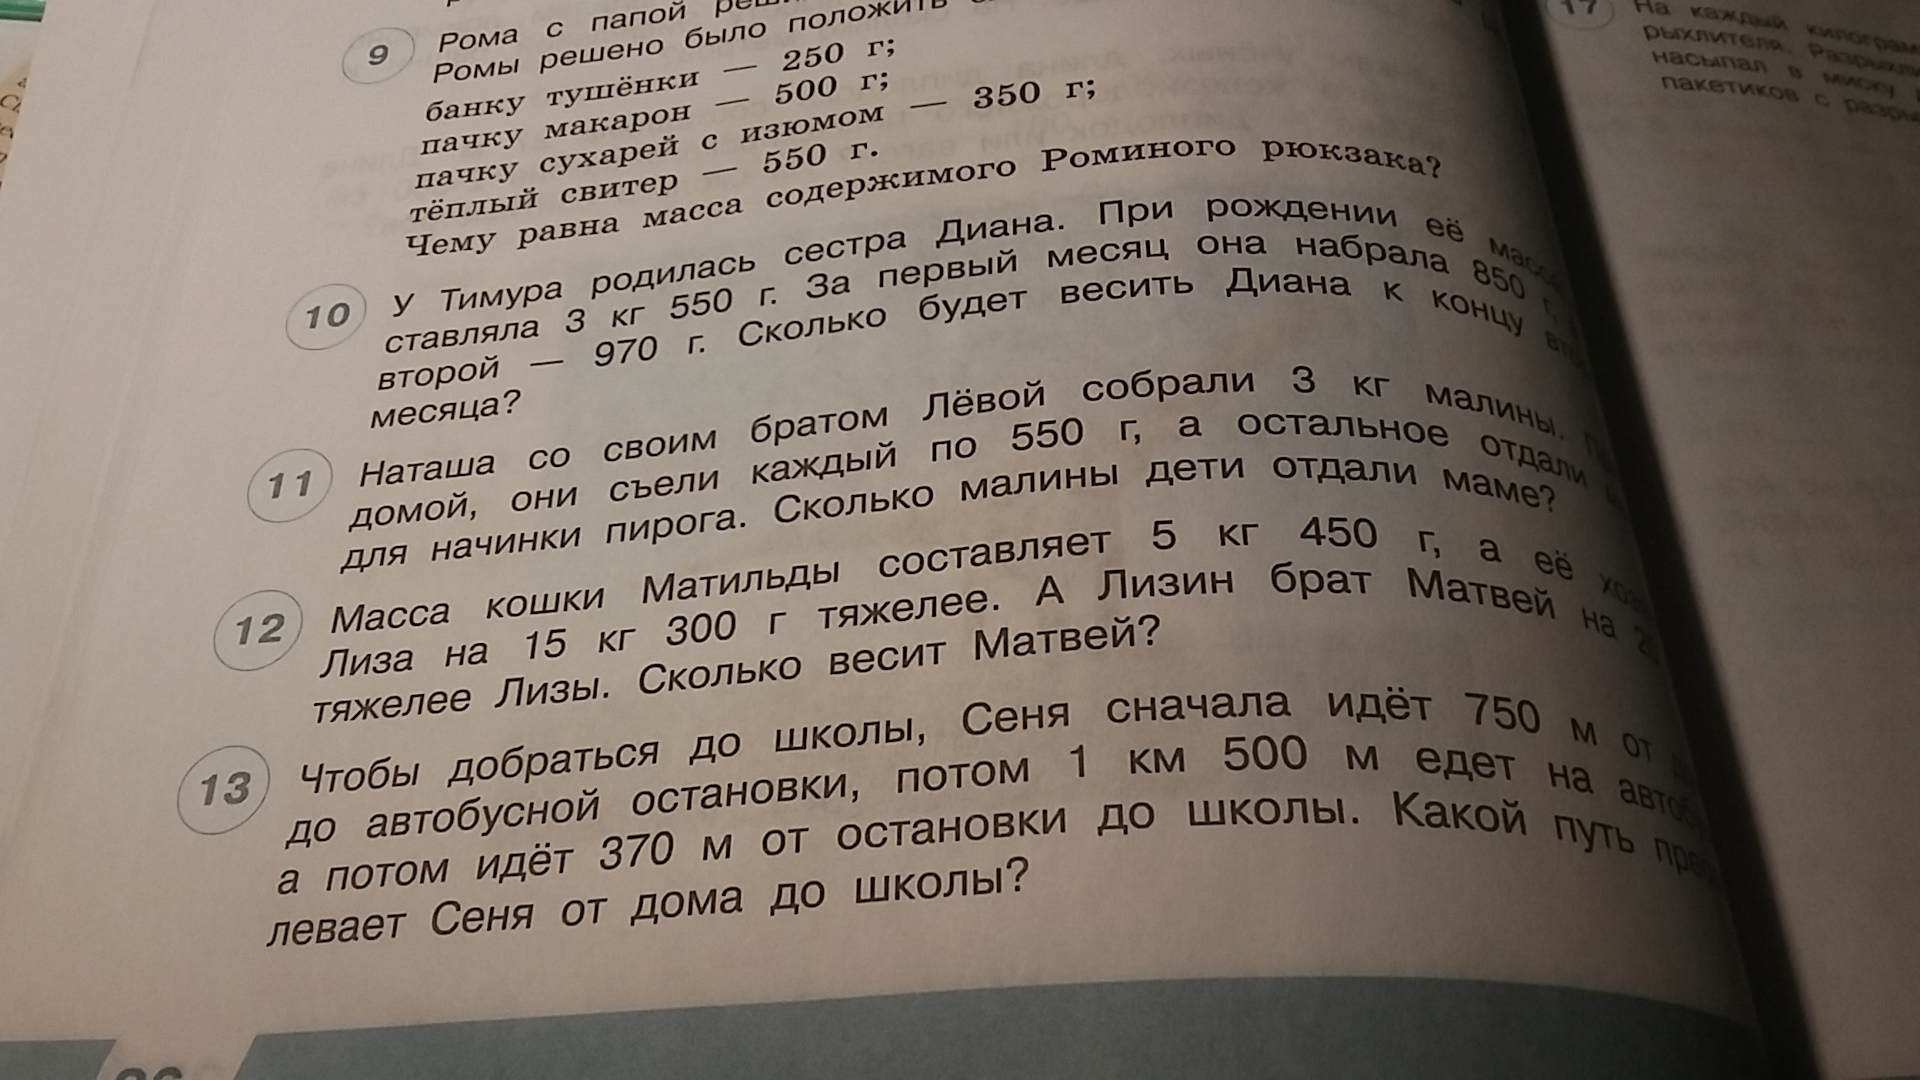 9 Рома с папой
Ромы решено было положить
банку тушёнки — 250 г;
пачку макарон — 500 г;
пачку сухарей с изюмом — 350 г;
тёплый свитер — 550 г.
Чему равна масса содержимого Роминого рюкзака?
10 У Тимура родилась сестра Диана. При рождении её
ставляла 3 кг 550 г. За первый месяц она набрала 850 г,
второй — 970 г. Сколько будет весить Диана к концу
месяца?
11 Наташа со своим братом Лёвой собрали 3 кг малины.
домой, они съели каждый по 550 г, а остальное отдали
для начинки пирога. Сколько малины дети отдали маме?
12 Масса кошки Матильды составляет 5 кг 450 г, а её
Лиза на 15 кг 300 г тяжелее. А Лизин брат Матвей на
тяжелее Лизы. Сколько весит Матвей?
13 Чтобы добраться до школы, Сеня сначала идёт 750 м от
до автобусной остановки, потом 1 км 500 м едет на
а потом идёт 370 м от остановки до школы. Какой путь
левает Сеня от дома до школы?
17 На каждый
рыхлителя.
насыпал в миску
пакетиков с